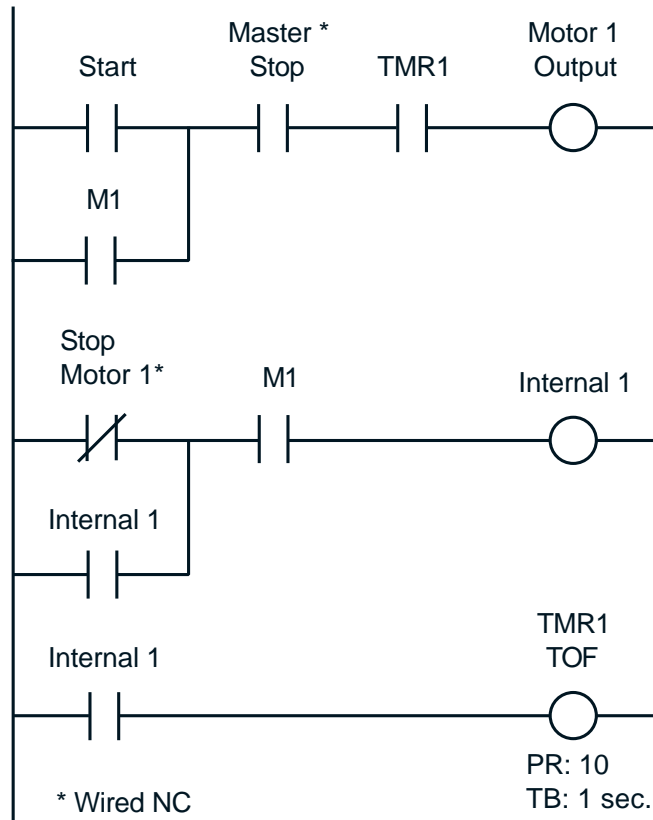 Start
Master *
Stop
TMR1
Motor 1
Output
M1
Stop
Motor 1*
M1
Internal 1
Internal 1
Internal 1
TMR1
TOF
PR: 10
TB: 1 sec.
* Wired NC